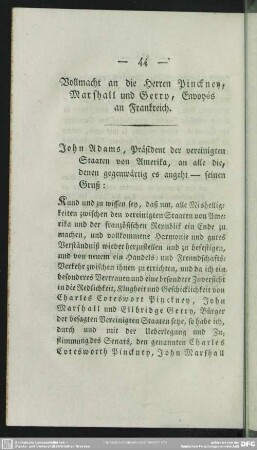 — 44 —
Vollmacht an die Herren Pinckney,
Marshall und Gerry, Envoyés
an Frankreich.
John Adams, Präsident der vereinigten
Staaten von Amerika, an alle die,
denen gegenwärtig es angeht — seinen
Gruß:
Kund und zu wissen sey, daß um, alle Mishellig-
keiten zwischen den vereinigten Staaten von Ame-
rika und der französischen Republik ein Ende zu
machen, und vollkommene Harmonie und gutes
Verständniß wieder herzustellen und zu befestigen,
und von neuem ein Handels- und Freundschafts-
Verkehr zwischen ihnen zu errichten, und da ich ein
besonderes Vertrauen und eine besondere Zuversicht
in die Redlichkeit, Klugheit und Geschicklichkeit von
Charles Coteswort Pinckney, John
Marshall und Ellbridge Gerry, Bürger
der besagten Vereinigten Staaten setze, so habe ich,
durch und mit der Ueberlegung und Zu-
stimmung des Senats, den genannten Charles
Cotesworth Pinckney, John Marshall